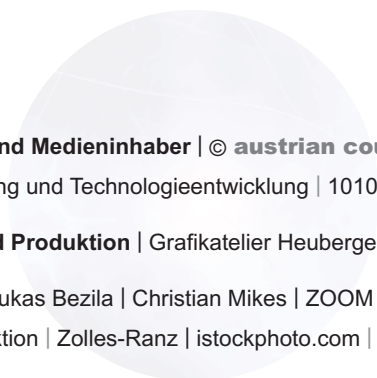 nd Medieninhaber | © austrian cou
ng und Technologieentwicklung | 1010
d Produktion | Grafikatelier Heuberge
ukas Bezila | Christian Mikes | ZOOM
ktion | Zolles-Ranz | istockphoto.com |